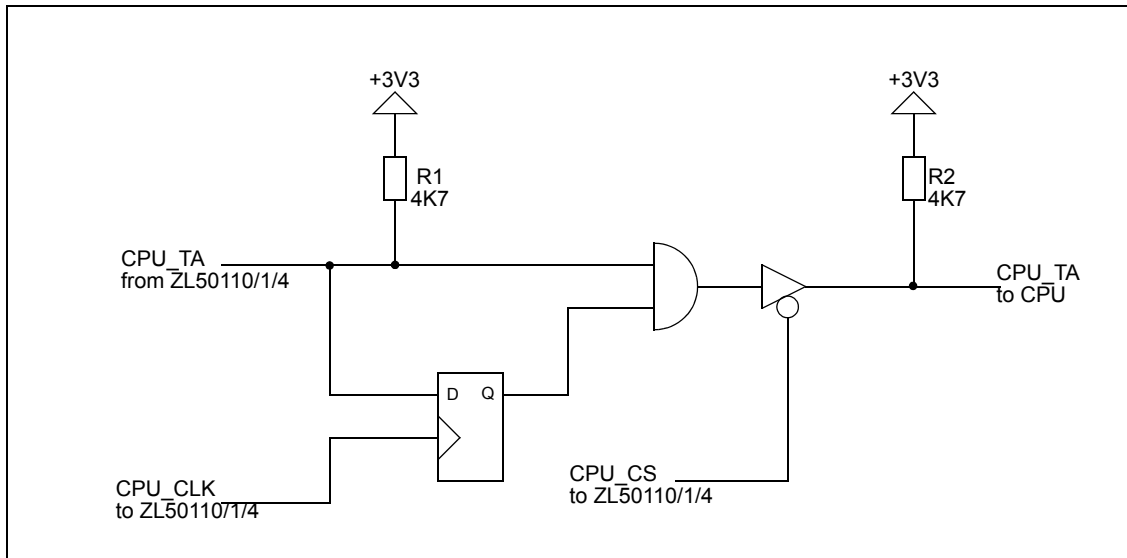 +3V3
+3V3
R1
4K7
R2
4K7
CPU_TA
from ZL50110/1/4
CPU_TA
to CPU
D Q
CPU_CLK
to ZL50110/1/4
CPU_CS
to ZL50110/1/4